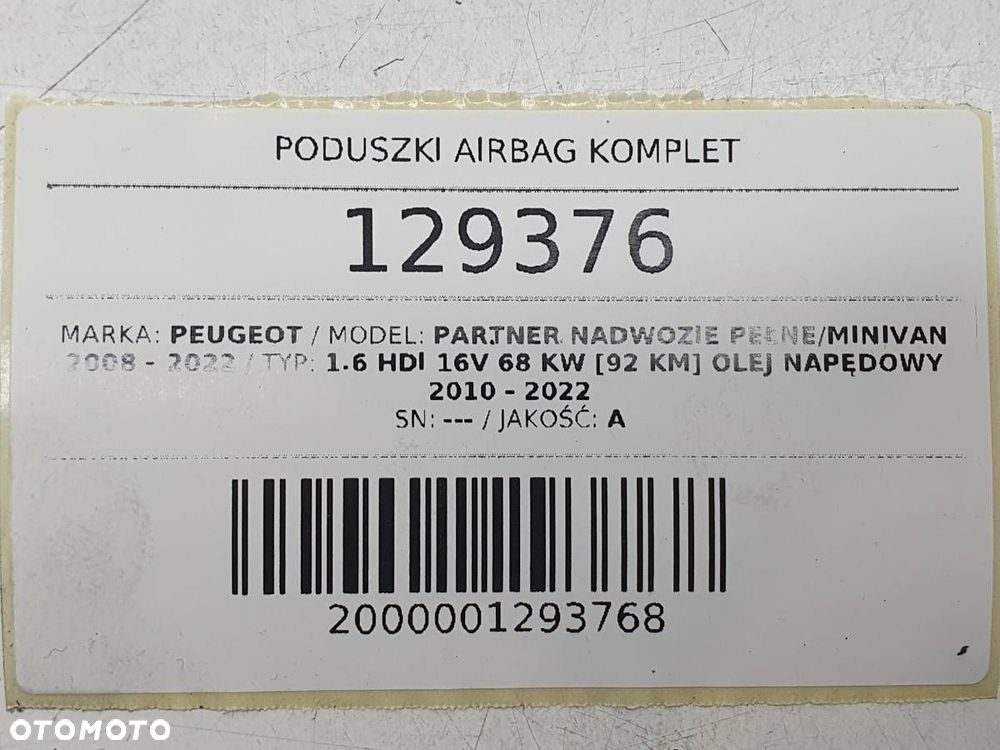 PODUSZKI AIRBAG KOMPLET
129376
MARKA: PEUGEOT / MODEL: PARTNER NADWOZIE PEŁNE/MINIVAN
2008 - 2022 / TYP: 1.6 HDI 16V 68 KW [92 KM] OLEJ NAPĘDOWY
2010 - 2022
SN: --- / JAKOŚĆ: A
2000001293768
OTOMOTO